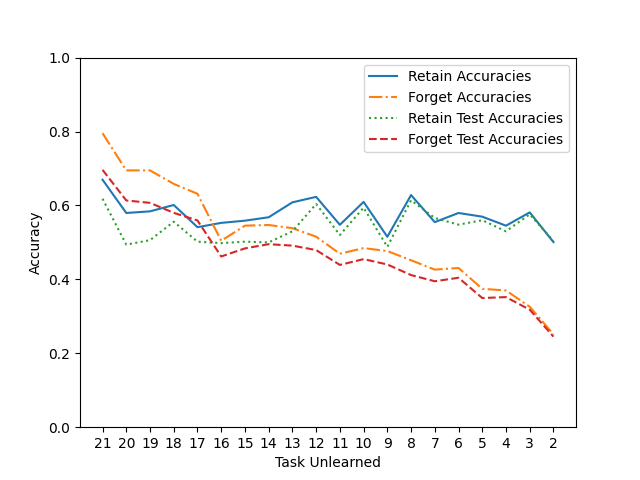 1.0
0.8
0.6
0.4
0.2
0.0
Accuracy
Retain Accuracies
Forget Accuracies
Retain Test Accuracies
Forget Test Accuracies
21 20 19 18 17 16 15 14 13 12 11 10 9 8 7 6 5 4 3 2
Task Unlearned